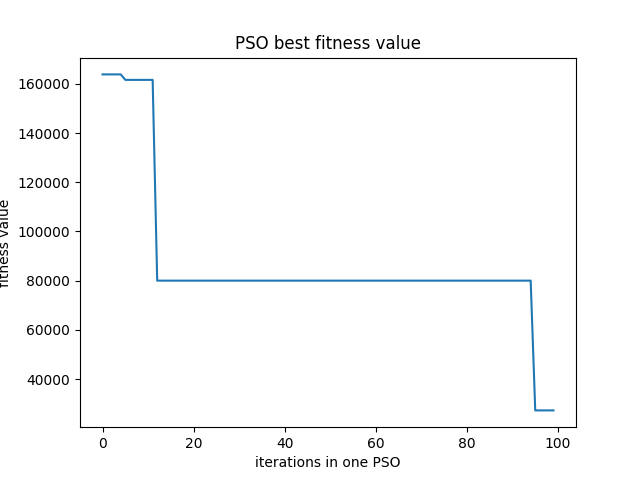 PSO best fitness value
160000
140000
120000
100000
80000
60000
40000
fitness value
0 20 40 60 80 100
iterations in one PSO